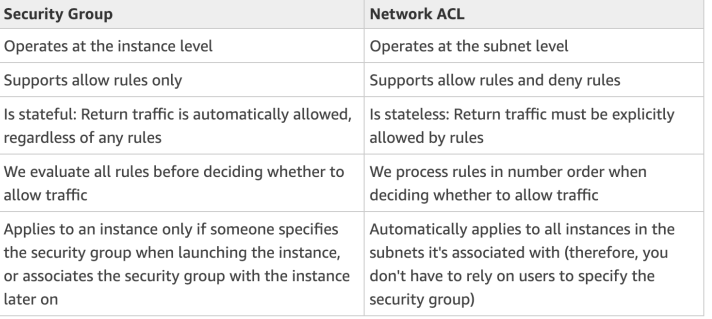 Security Group
Network ACL
Operates at the instance level
Operates at the subnet level
Supports allow rules only
Supports allow rules and deny rules
Is stateful: Return traffic is automatically allowed,
regardless of any rules
Is stateless: Return traffic must be explicitly
allowed by rules
We evaluate all rules before deciding whether to
allow traffic
We process rules in number order when
deciding whether to allow traffic
Applies to an instance only if someone specifies
the security group when launching the instance,
or associates the security group with the instance
later on
Automatically applies to all instances in the
subnets it's associated with (therefore, you
don't have to rely on users to specify the
security group)